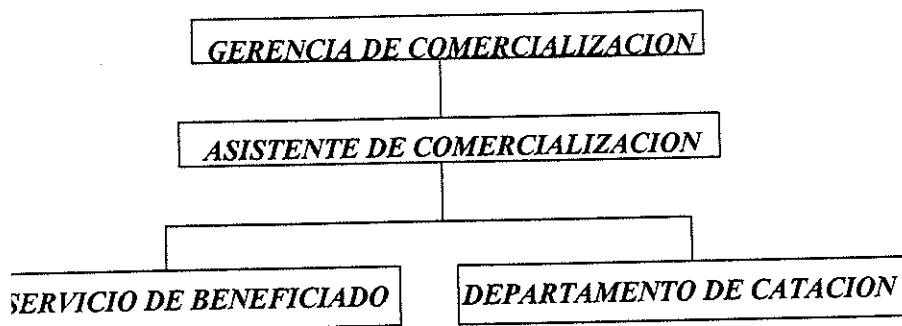 GERENCIA DE COMERCIALIZACION
ASISTENTE DE COMERCIALIZACION
SERVICIO DE BENEFICIADO
DEPARTAMENTO DE CATACION